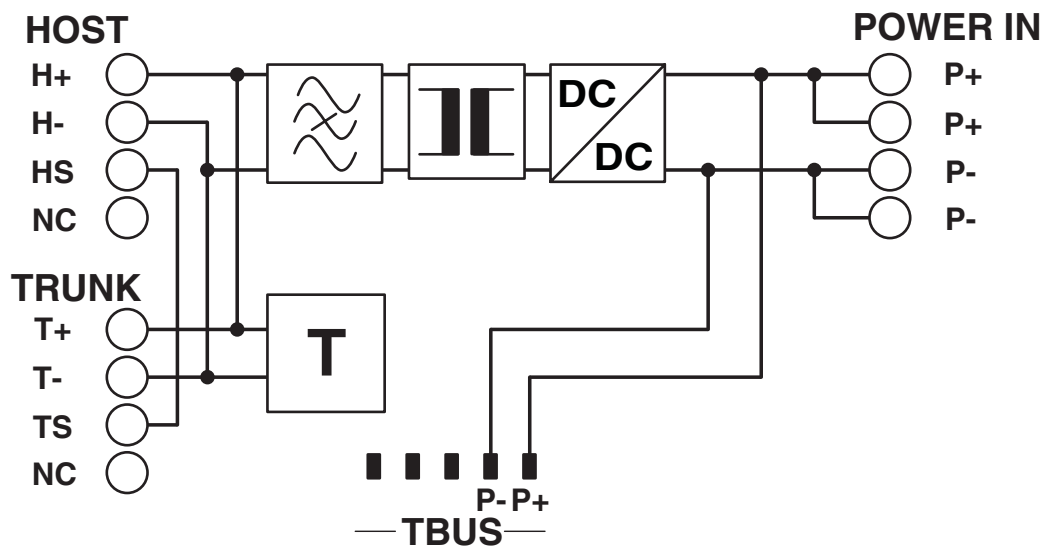 HOST
H+
H-
HS
NC
TRUNK
T+
T-
TS
NC
DC
DC
T
POWER IN
P+
P+
P-
P-
P- P+
TBUS